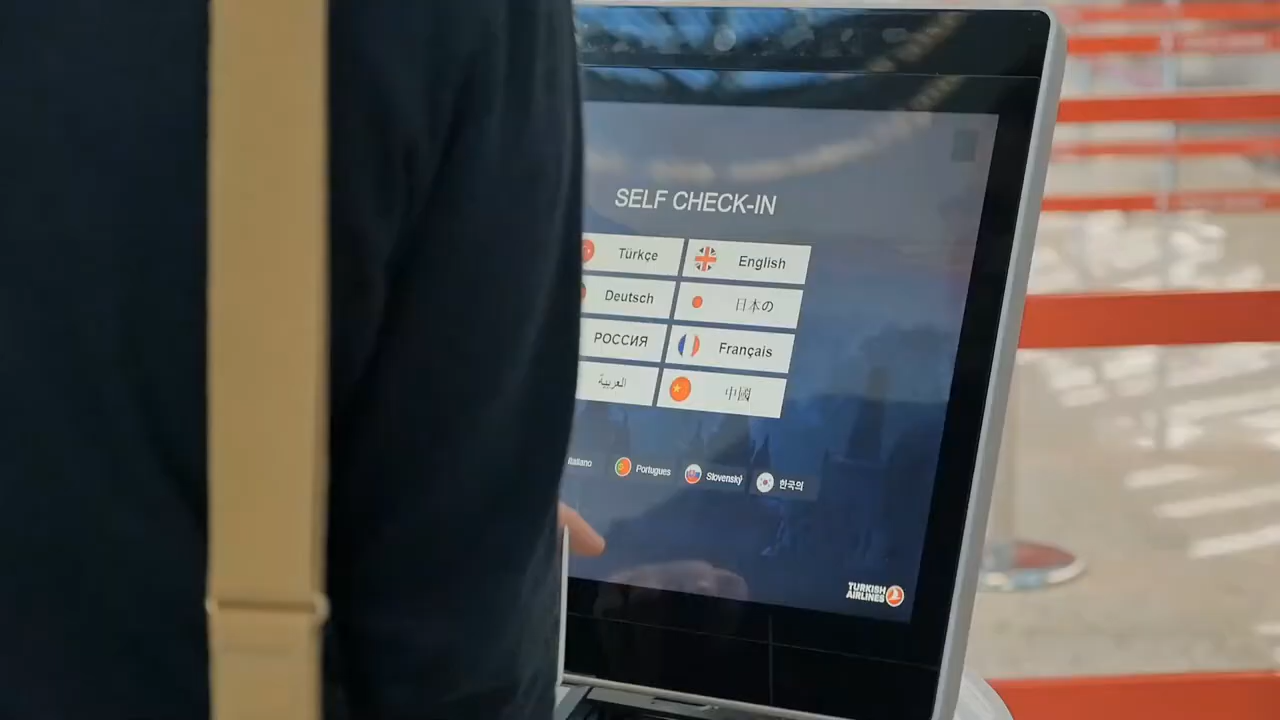 SELF CHECK-IN
Türkçe
English
Deutsch
日本の
РОССИЯ
Français
العربية
中國
Italiano
Portugues
Slovenský
한국의
TURKISH
AIRLINES